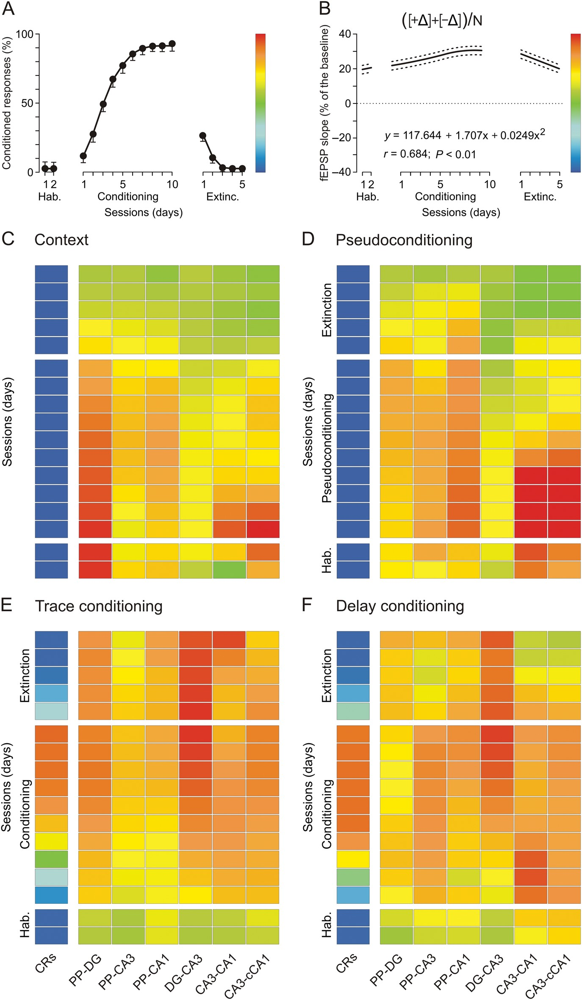 A
Conditioned responses (%)
100
50
0
1 2
Hab.
1 5 10
Conditioning
1 5
Extinc.
Sessions (days)
B
([+Δ]+[−Δ])/N
fEPSP slope (% of the baseline)
40
20
0
−20
−40
y = 117.644 + 1.707x + 0.0249x²
r = 0.684; P < 0.01
1 2
Hab.
1 5 10
Conditioning
1 5
Extinc.
Sessions (days)
C Context
Sessions (days)
D Pseudoconditioning
Sessions (days)
Extinction
Pseudoconditioning
Hab.
E Trace conditioning
Sessions (days)
Extinction
Conditioning
Hab.
CRs
PP-DG
PP-CA3
PP-CA1
DG-CA3
CA3-CA1
CA3-cCA1
F Delay conditioning
Sessions (days)
Extinction
Conditioning
Hab.
CRs
PP-DG
PP-CA3
PP-CA1
DG-CA3
CA3-CA1
CA3-cCA1